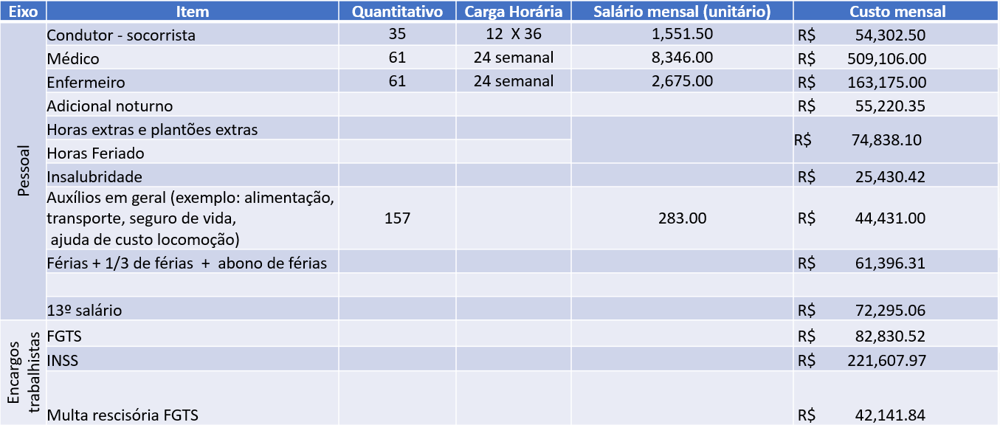 Eixo Item Quantitativo Carga Horária Salário mensal (unitário) Custo mensal
Pessoal
Condutor - socorrista 35 12 X 36 1,551.50 R$ 54,302.50
Médico 61 24 semanal 8,346.00 R$ 509,106.00
Enfermeiro 61 24 semanal 2,675.00 R$ 163,175.00
Adicional noturno R$ 55,220.35
Horas extras e plantões extras
R$ 74,838.10
Horas Feriado
Insalubridade R$ 25,430.42
Auxílios em geral (exemplo: alimentação,
transporte, seguro de vida, 157 283.00 R$ 44,431.00
ajuda de custo locomoção)
Férias + 1/3 de férias + abono de férias R$ 61,396.31
13º salário R$ 72,295.06
Encargos
trabalhistas
FGTS R$ 82,830.52
INSS R$ 221,607.97
Multa rescisória FGTS R$ 42,141.84